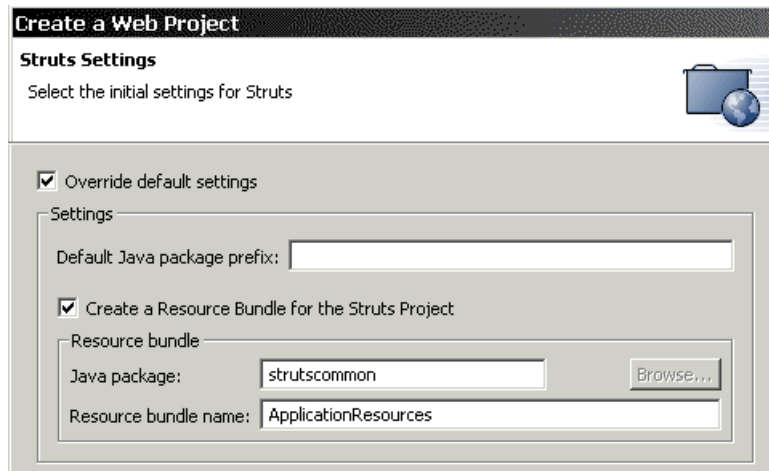 Create a Web Project
Struts Settings
Select the initial settings for Struts
Override default settings
Settings
Default Java package prefix:
Create a Resource Bundle for the Struts Project
Resource bundle
Java package: strutscommon Browse...
Resource bundle name: ApplicationResources